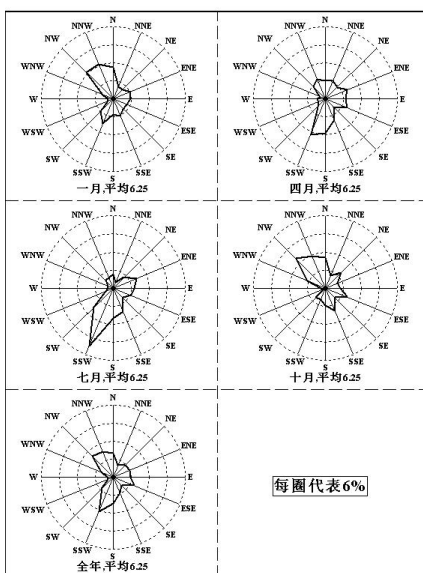 N
NNW NNE
NW NE
WNW ENE
W E
WSW ESE
SW SE
SSW SSE
S
一月,平均6.25
N
NNW NNE
NW NE
WNW ENE
W E
WSW ESE
SW SE
SSW SSE
S
四月,平均6.25
N
NNW NNE
NW NE
WNW ENE
W E
WSW ESE
SW SE
SSW SSE
S
七月,平均6.25
N
NNW NNE
NW NE
WNW ENE
W E
WSW ESE
SW SE
SSW SSE
S
十月,平均6.25
N
NNW NNE
NW NE
WNW ENE
W E
WSW ESE
SW SE
SSW SSE
S
全年,平均6.25
每圈代表6%